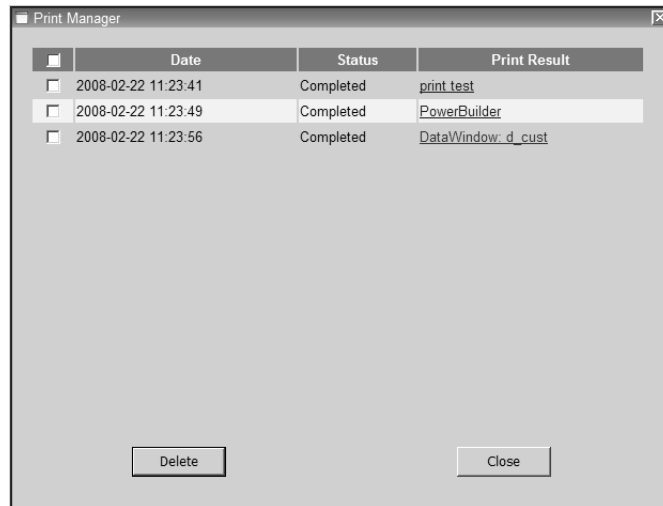 Print Manager
Date Status Print Result
2008-02-22 11:23:41 Completed print test
2008-02-22 11:23:49 Completed PowerBuilder
2008-02-22 11:23:56 Completed DataWindow: d_cust
Delete Close